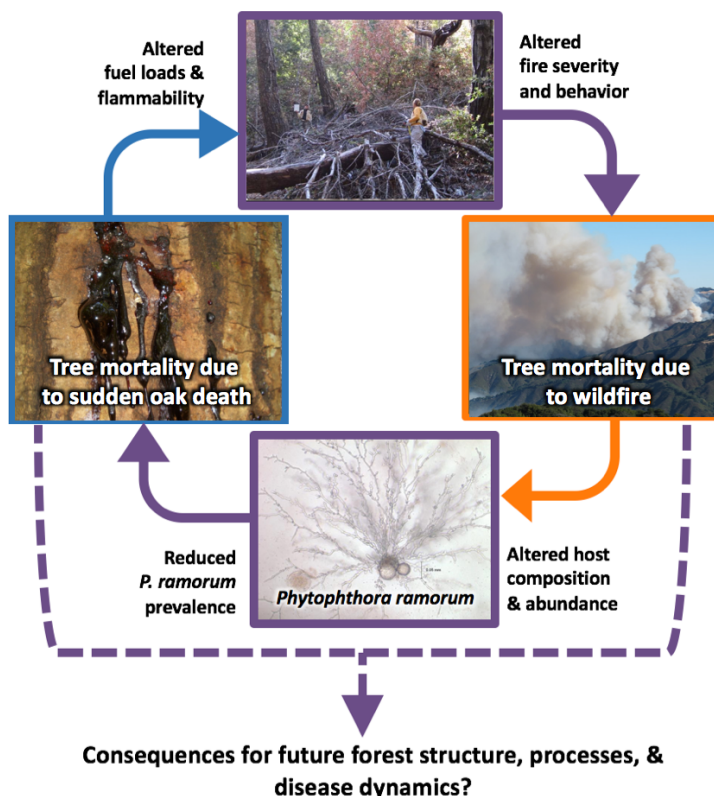 Altered
fuel loads &
flammability
Altered
fire severity
and behavior
Tree mortality due
to sudden oak death
Tree mortality due
to wildfire
Reduced
P. ramorum
prevalence
Phytophthora ramorum
Altered host
composition
& abundance
Consequences for future forest structure, processes, &
disease dynamics?